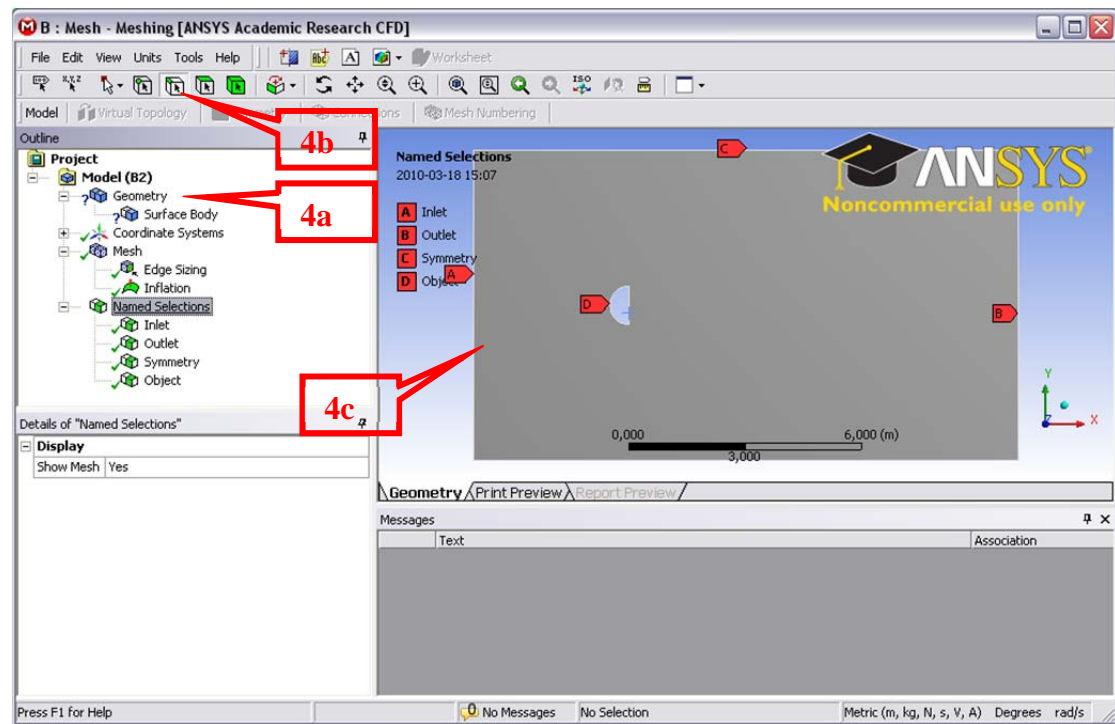 B : Mesh - Meshing [ANSYS Academic Research CFD]
File Edit View Units Tools Help Worksheet
Model Virtual Topology Mesh Numbering
4b
Outline
Project
Model (B2)
Geometry
Surface Body
Coordinate Systems
Mesh
Edge Sizing
Inflation
Named Selections
Inlet
Outlet
Symmetry
Object
4a
4c
Details of "Named Selections"
Display
Show Mesh Yes
Named Selections
2010-03-18 15:07
A Inlet
B Outlet
C Symmetry
D Object
C
A
D
B
ANSYS
Noncommercial use only
Y
X
0,000 6,000 (m)
3,000
Geometry Print Preview Report Preview
Messages
Text Association
Press F1 for Help 0 No Messages No Selection Metric (m, kg, N, s, V, A) Degrees rad/s